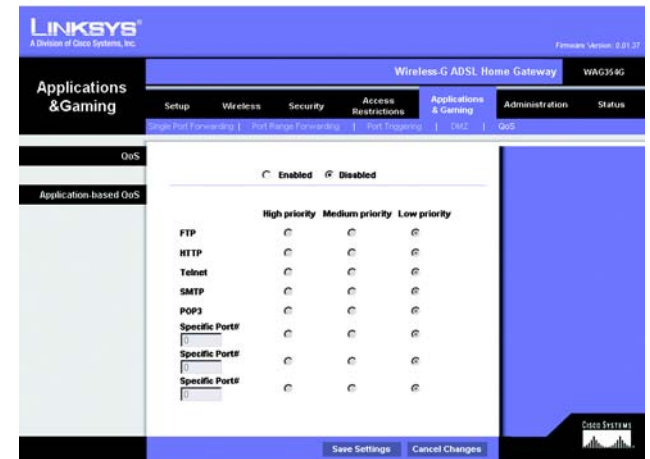 LINKSYS®
A Division of Cisco Systems, Inc.
Firmware Version: 0.01.37
Wireless-G ADSL Home Gateway WAG354G
Applications
&Gaming
Setup Wireless Security Access Restrictions Applications & Gaming Administration Status
Single Port Forwarding | Port Range Forwarding | Port Triggering | DMZ | QoS
QoS
Enabled Disabled
Application-based QoS
High priority Medium priority Low priority
FTP
HTTP
Telnet
SMTP
POP3
Specific Port#
0
Specific Port#
0
Specific Port#
0
CISCO SYSTEMS
Save Settings Cancel Changes